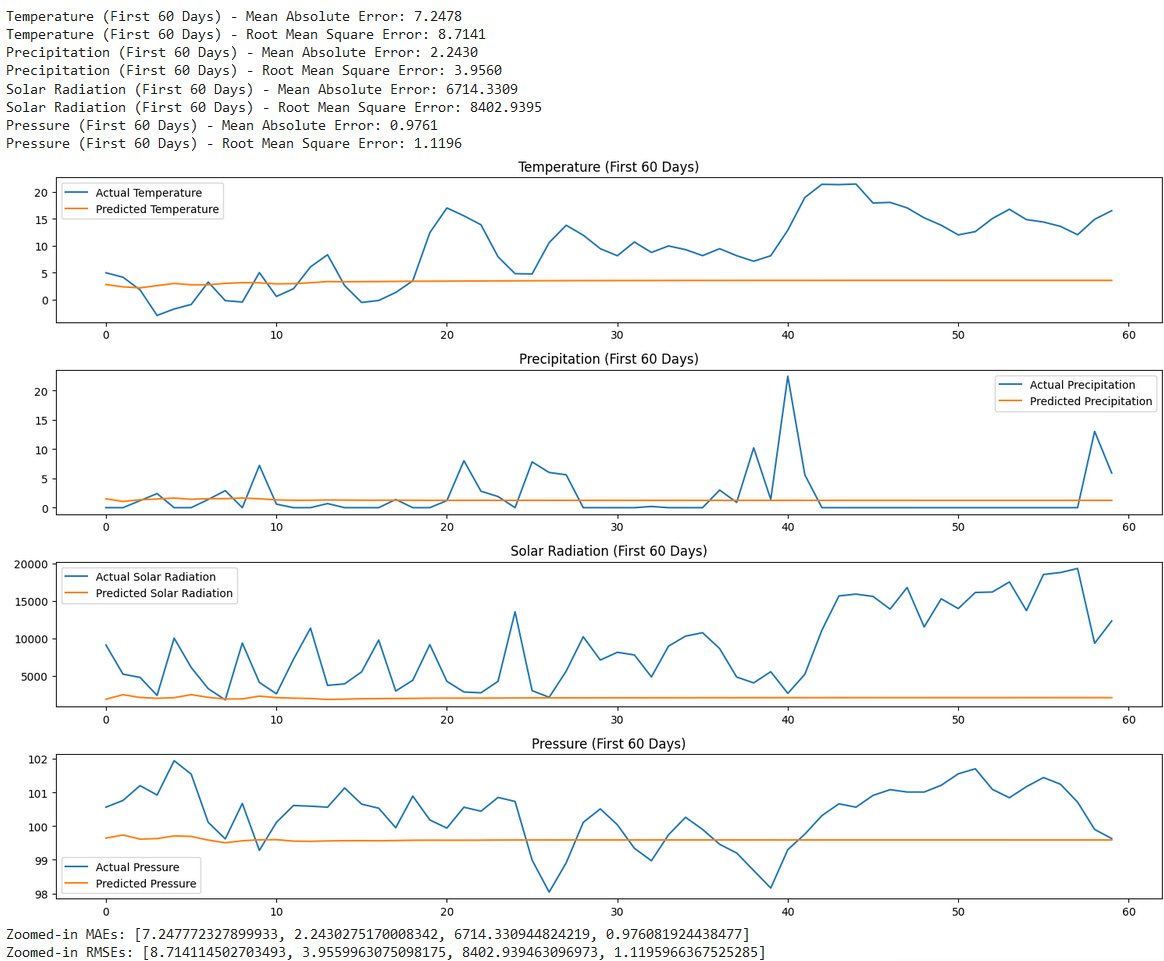 Temperature (First 60 Days) - Mean Absolute Error: 7.2478
Temperature (First 60 Days) - Root Mean Square Error: 8.7141
Precipitation (First 60 Days) - Mean Absolute Error: 2.2430
Precipitation (First 60 Days) - Root Mean Square Error: 3.9560
Solar Radiation (First 60 Days) - Mean Absolute Error: 6714.3309
Solar Radiation (First 60 Days) - Root Mean Square Error: 8402.9395
Pressure (First 60 Days) - Mean Absolute Error: 0.9761
Pressure (First 60 Days) - Root Mean Square Error: 1.1196
Temperature (First 60 Days)
Actual Temperature
Predicted Temperature
20
15
10
5
0
0 10 20 30 40 50 60
Precipitation (First 60 Days)
Actual Precipitation
Predicted Precipitation
20
15
10
5
0
0 10 20 30 40 50 60
Solar Radiation (First 60 Days)
Actual Solar Radiation
Predicted Solar Radiation
20000
15000
10000
5000
0 10 20 30 40 50 60
Pressure (First 60 Days)
102
101
100
99
98
Actual Pressure
Predicted Pressure
0 10 20 30 40 50 60
Zoomed-in MAEs: [7.247772327899933, 2.2430275170008342, 6714.330944824219, 0.976081924438477]
Zoomed-in RMSEs: [8.714114502703493, 3.9559963075098175, 8402.939463096973, 1.1195966367525285]